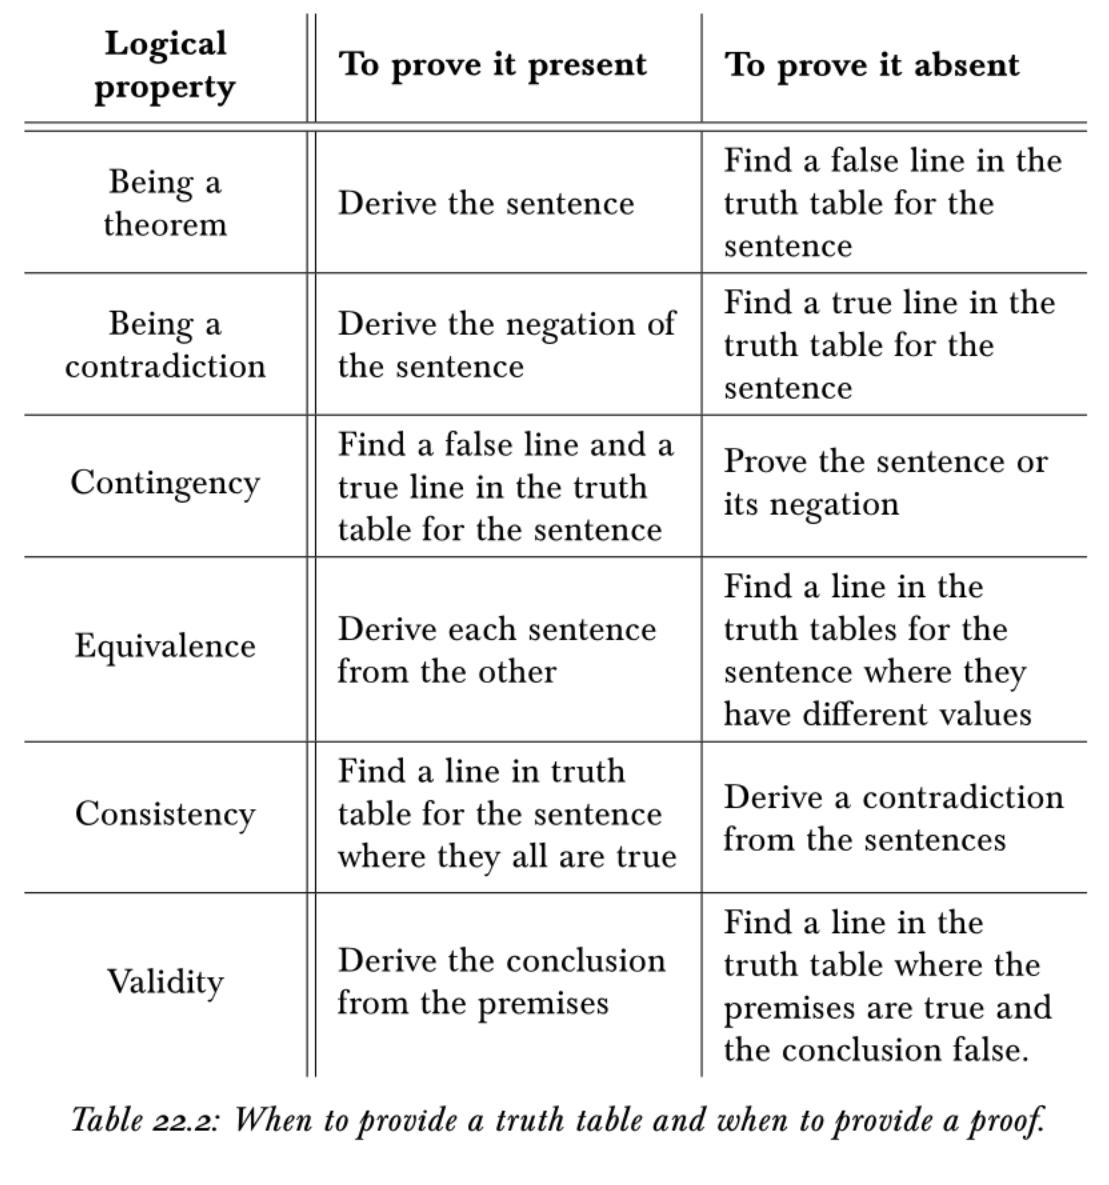 Logical
property
To prove it present
To prove it absent
Being a
theorem
Derive the sentence
Find a false line in the
truth table for the
sentence
Being a
contradiction
Derive the negation of
the sentence
Find a true line in the
truth table for the
sentence
Contingency
Find a false line and a
true line in the truth
table for the sentence
Prove the sentence or
its negation
Equivalence
Derive each sentence
from the other
Find a line in the
truth tables for the
sentence where they
have different values
Consistency
Find a line in truth
table for the sentence
where they all are true
Derive a contradiction
from the sentences
Validity
Derive the conclusion
from the premises
Find a line in the
truth table where the
premises are true and
the conclusion false.
Table 22.2: When to provide a truth table and when to provide a proof.